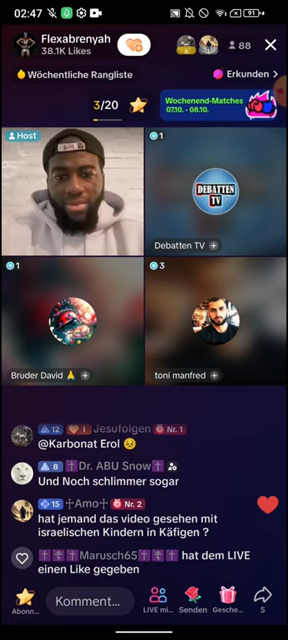 02:47
91
Flexabrenyah
38.1K Likes
88
Wöchentliche Rangliste
Erkunden >
3/20
Wochenend-Matches
07.10. - 08.10.
Host
1
DEBATTEN
TV
Debatten TV +
1
3
Bruder David 🙏 +
toni manfred +
12 I Jesufolgen Nr. 1
@Karbonat Erol 😣
8 ✝️Dr. ABU Snow✝️
Und Noch schlimmer sogar
15 ☩Amo☩ Nr. 2
hat jemand das video gesehen mit
israelischen Kindern in Käfigen ?
✝️✝️✝️Marusch65✝️✝️✝️ hat dem LIVE
einen Like gegeben
Abonn...
Komment...
LIVE mi...
Senden
Gesche...
5